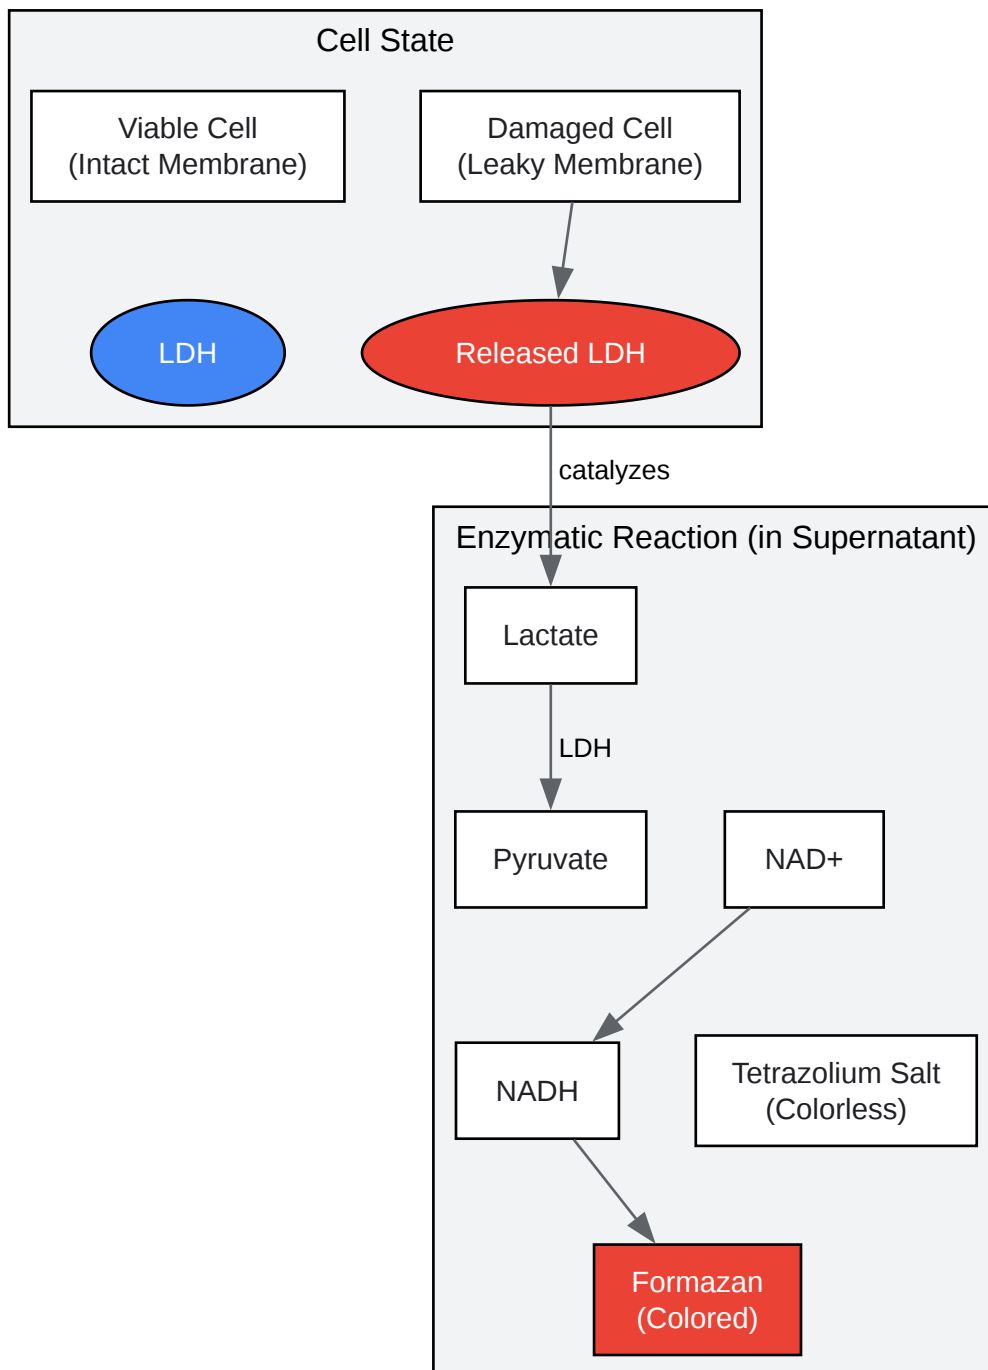 Cell State
Viable Cell
(Intact Membrane)
Damaged Cell
(Leaky Membrane)
LDH
Released LDH
catalyzes
Enzymatic Reaction (in Supernatant)
Lactate
LDH
Pyruvate
NAD+
NADH
Tetrazolium Salt
(Colorless)
Formazan
(Colored)